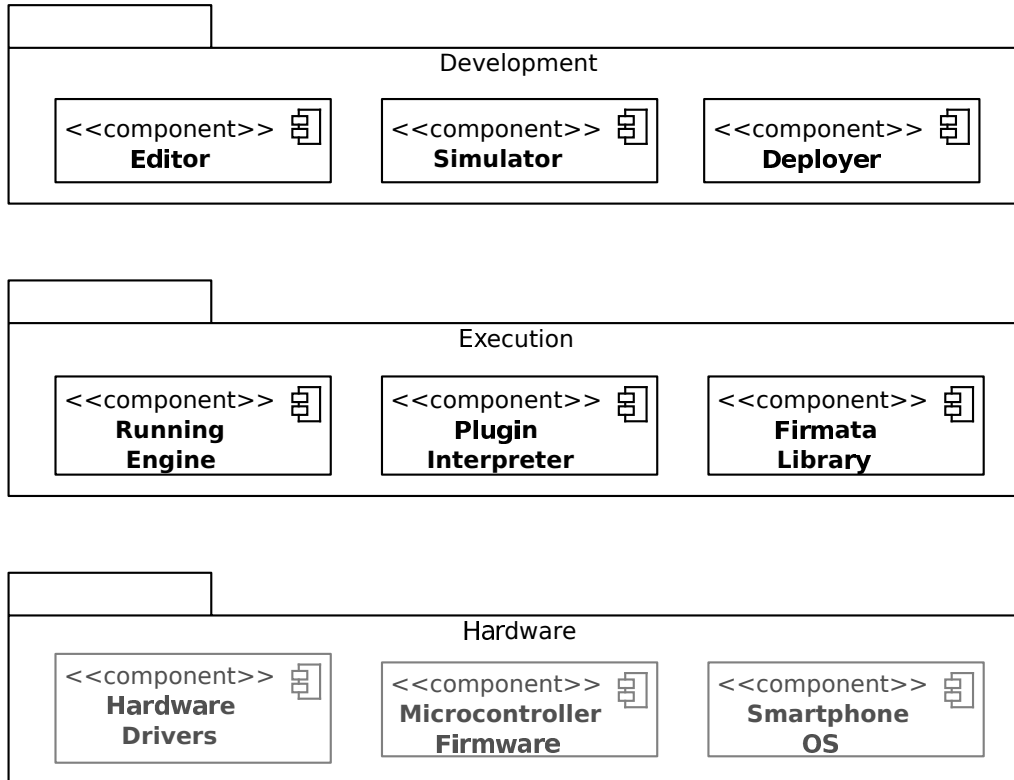 Development
<<component>>
Editor
<<component>>
Simulator
<<component>>
Deployer
Execution
<<component>>
Running
Engine
<<component>>
Plugin
Interpreter
<<component>>
Firmata
Library
Hardware
<<component>>
Hardware
Drivers
<<component>>
Microcontroller
Firmware
<<component>>
Smartphone
OS